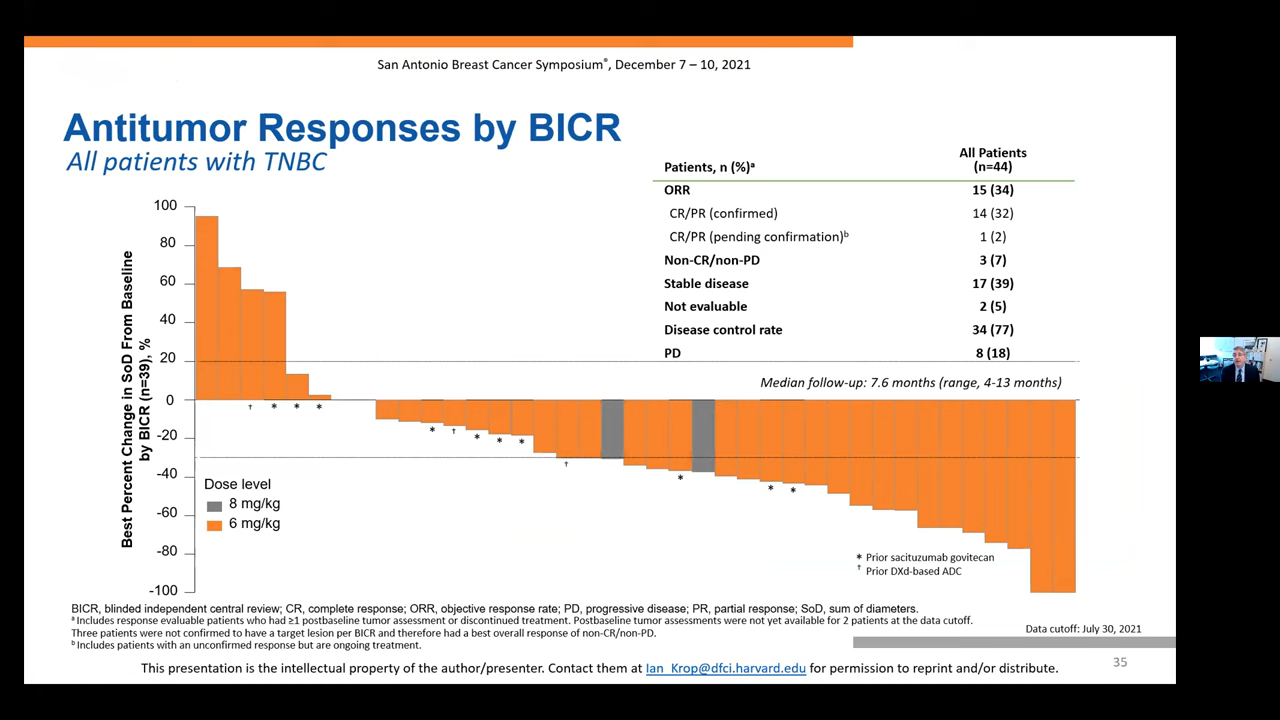 San Antonio Breast Cancer Symposium®, December 7 – 10, 2021
Antitumor Responses by BICR
All patients with TNBC
Patients, n (%)ᵃ All Patients (n=44)
ORR 15 (34)
CR/PR (confirmed) 14 (32)
CR/PR (pending confirmation)ᵇ 1 (2)
Non-CR/non-PD 3 (7)
Stable disease 17 (39)
Not evaluable 2 (5)
Disease control rate 34 (77)
PD 8 (18)
Median follow-up: 7.6 months (range, 4-13 months)
Best Percent Change in SoD From Baseline
by BICR (n=39), %
100
80
60
40
20
0
-20
-40
-60
-80
-100
† * * *
* † * * * † * * *
Dose level
8 mg/kg
6 mg/kg
* Prior sacituzumab govitecan
† Prior DXd-based ADC
BICR, blinded independent central review; CR, complete response; ORR, objective response rate; PD, progressive disease; PR, partial response; SoD, sum of diameters.
ᵃ Includes response evaluable patients who had ≥1 postbaseline tumor assessment or discontinued treatment. Postbaseline tumor assessments were not yet available for 2 patients at the data cutoff.
Three patients were not confirmed to have a target lesion per BICR and therefore had a best overall response of non-CR/non-PD.
ᵇ Includes patients with an unconfirmed response but are ongoing treatment.
Data cutoff: July 30, 2021
This presentation is the intellectual property of the author/presenter. Contact them at Ian_Krop@dfci.harvard.edu for permission to reprint and/or distribute.
35